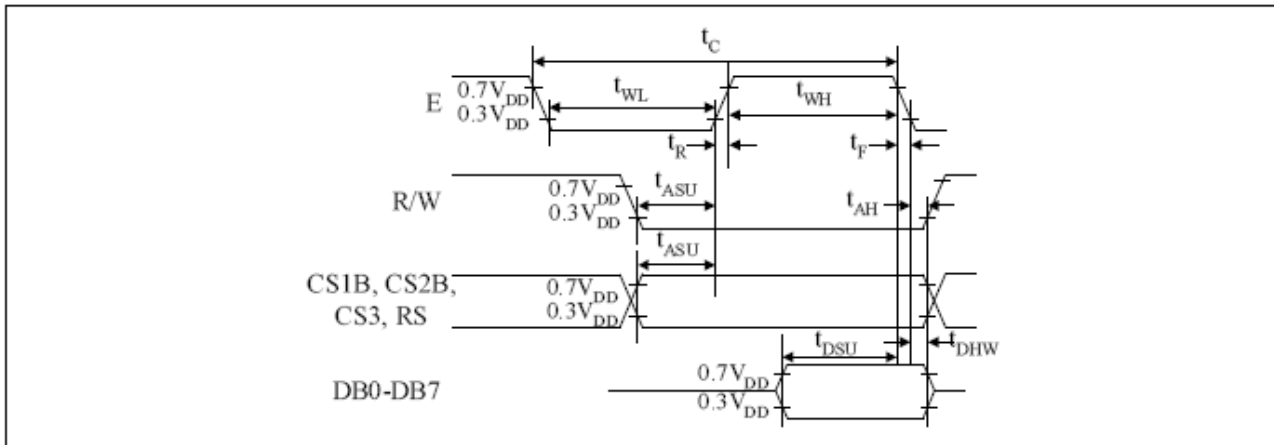 t_C
E 0.7V_DD t_WL t_WH
0.3V_DD
t_R t_F
R/W 0.7V_DD t_ASU t_AH
0.3V_DD
t_ASU
CS1B, CS2B, 0.7V_DD
CS3, RS 0.3V_DD
t_DSU t_DHW
DB0-DB7 0.7V_DD
0.3V_DD